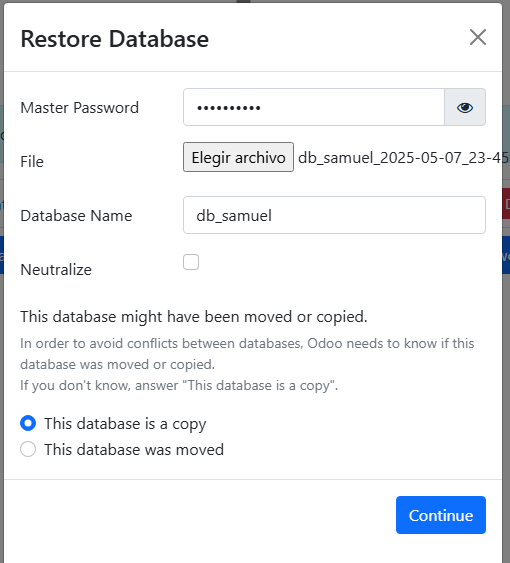 Restore Database
Master Password
••••••••••
File
Elegir archivo db_samuel_2025-05-07_23-45
Database Name
db_samuel
Neutralize
This database might have been moved or copied.
In order to avoid conflicts between databases, Odoo needs to know if this
database was moved or copied.
If you don't know, answer "This database is a copy".
This database is a copy
This database was moved
Continue